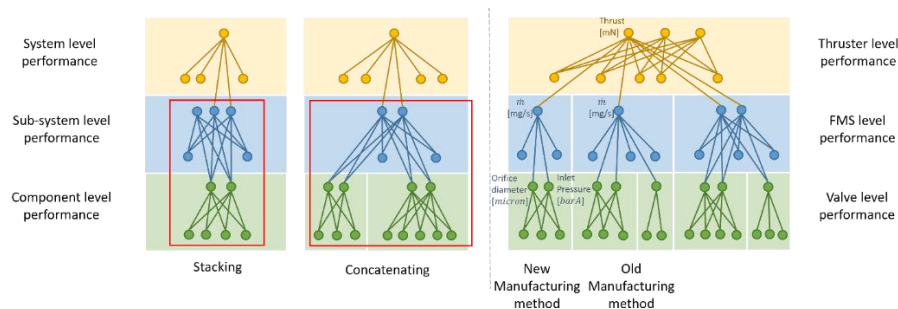 System level
performance
Sub-system level
performance
Component level
performance
Stacking
Concatenating
Thrust
[mN]
ṁ
[mg/s]
ṁ
[mg/s]
Orifice
diameter
[micron]
Inlet
Pressure
[barA]
New
Manufacturing
method
Old
Manufacturing
method
Thruster level
performance
FMS level
performance
Valve level
performance